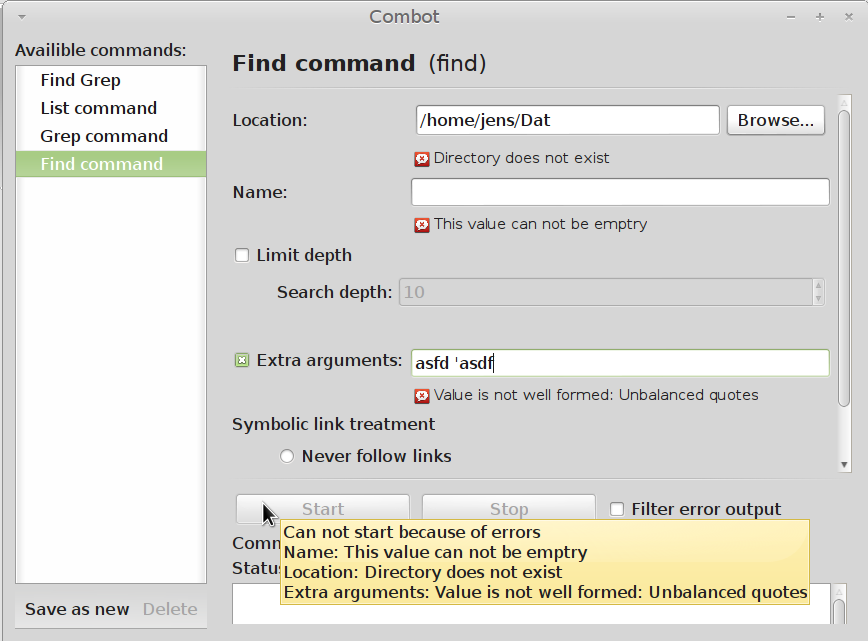 Combot
Availible commands:
Find Grep
List command
Grep command
Find command
Save as new Delete
Find command (find)
Location: /home/jens/Dat Browse...
Directory does not exist
Name:
This value can not be emptry
Limit depth
Search depth: 10
Extra arguments: asfd 'asdf
Value is not well formed: Unbalanced quotes
Symbolic link treatment
Never follow links
Start Stop Filter error output
Can not start because of errors
Name: This value can not be emptry
Location: Directory does not exist
Extra arguments: Value is not well formed: Unbalanced quotes